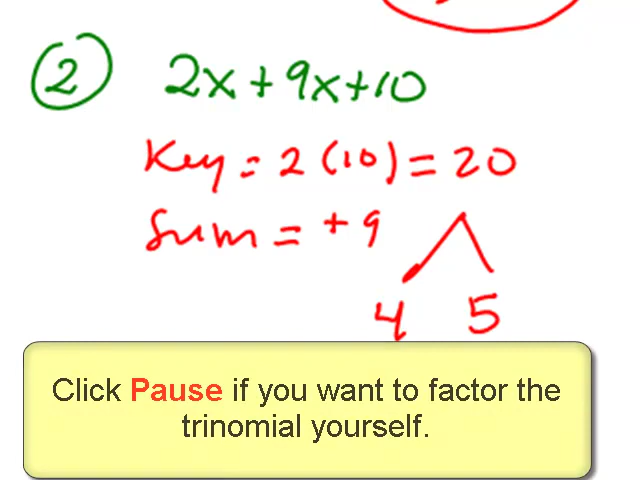 2 2x+9x+10
Key = 2 (10) = 20
Sum = +9
4 5
Click Pause if you want to factor the
trinomial yourself.